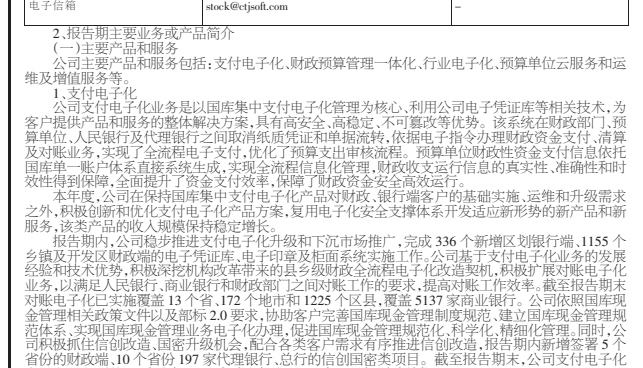 电子信箱 stock@ctjsoft.com –
2、报告期主要业务或产品简介
(一)主要产品和服务
公司主要产品和服务包括:支付电子化、财政预算管理一体化、行业电子化、预算单位云服务和运
维及增值服务等。
1、支付电子化
公司支付电子化业务是以国库集中支付电子化管理为核心、利用公司电子凭证库等相关技术，为
客户提供产品和服务的整体解决方案,具有高安全、高稳定、不可篡改等优势。该系统在财政部门、预
算单位、人民银行及代理银行之间取消纸质凭证和单据流转,依据电子指令办理财政资金支付、清算
及对账业务,实现了全流程电子支付,优化了预算支出审核流程。预算单位财政性资金支付信息依托
国库单一账户体系直接系统生成,实现全流程信息化管理,财政收支运行信息的真实性、准确性和时
效性得到保障,全面提升了资金支付效率,保障了财政资金安全高效运行。
本年度,公司在保持国库集中支付电子化产品对财政、银行端客户的基础实施、运维和升级需求
之外,积极创新和优化支付电子化产品方案,复用电子化安全支撑体系开发适应新形势的新产品和新
服务,该类产品的收入规模保持稳定增长。
报告期内,公司稳步推进支付电子化升级和下沉市场推广,完成 336 个新增区划银行端、1155 个
乡镇及开发区财政端的电子凭证库、电子印章及柜面系统实施工作。公司基于支付电子化业务的发展
经验和技术优势,积极深挖机构改革带来的县乡级财政全流程电子化改造契机,积极扩展对账电子化
业务,以满足人民银行、商业银行和财政部门之间对账工作的要求,提高对账工作效率。截至报告期末
对账电子化已实施覆盖 13 个省、172 个地市和 1225 个区县,覆盖 5137 家商业银行。公司依照国库现
金管理相关政策文件以及部标 2.0 要求,协助客户完善国库现金管理制度规范、建立国库现金管理规
范体系、实现国库现金管理业务电子化办理,促进国库现金管理规范化、科学化、精细化管理。同时,公
司积极抓住信创改造、国密升级机会,配合各类客户需求有序推进信创改造,报告期内新增签署 5 个
省份的财政端、10 个省份 197 家代理银行、总行的信创国密类项目。截至报告期末,公司支付电子化